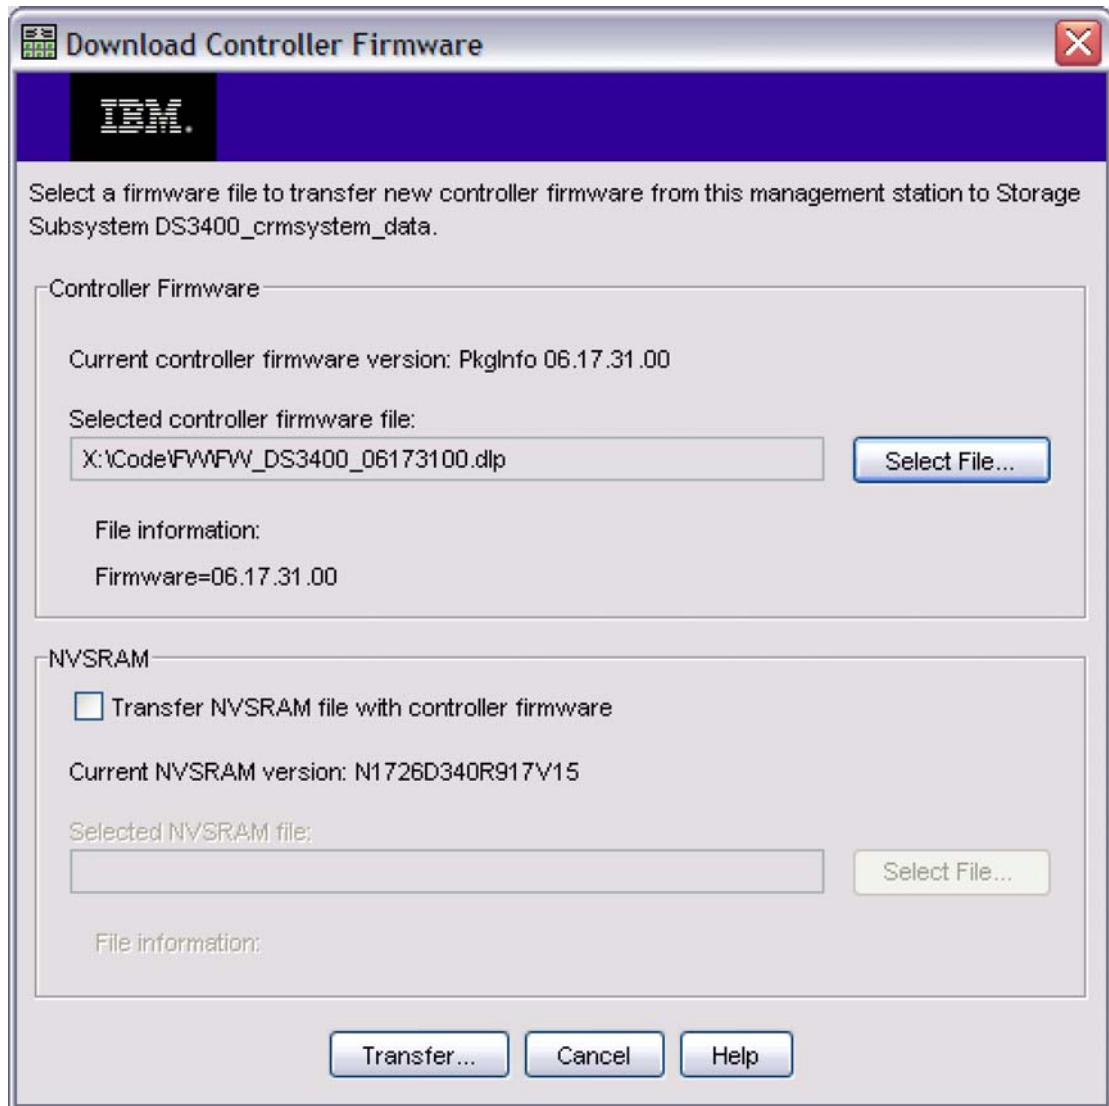 Download Controller Firmware
IBM.
Select a firmware file to transfer new controller firmware from this management station to Storage
Subsystem DS3400_crmsystem_data.
Controller Firmware
Current controller firmware version: PkgInfo 06.17.31.00
Selected controller firmware file:
X:\Code\FW\FW_DS3400_06173100.dlp
Select File...
File information:
Firmware=06.17.31.00
NVSRAM
Transfer NVSRAM file with controller firmware
Current NVSRAM version: N1726D340R917V15
Selected NVSRAM file:
Select File...
File information:
Transfer...
Cancel
Help